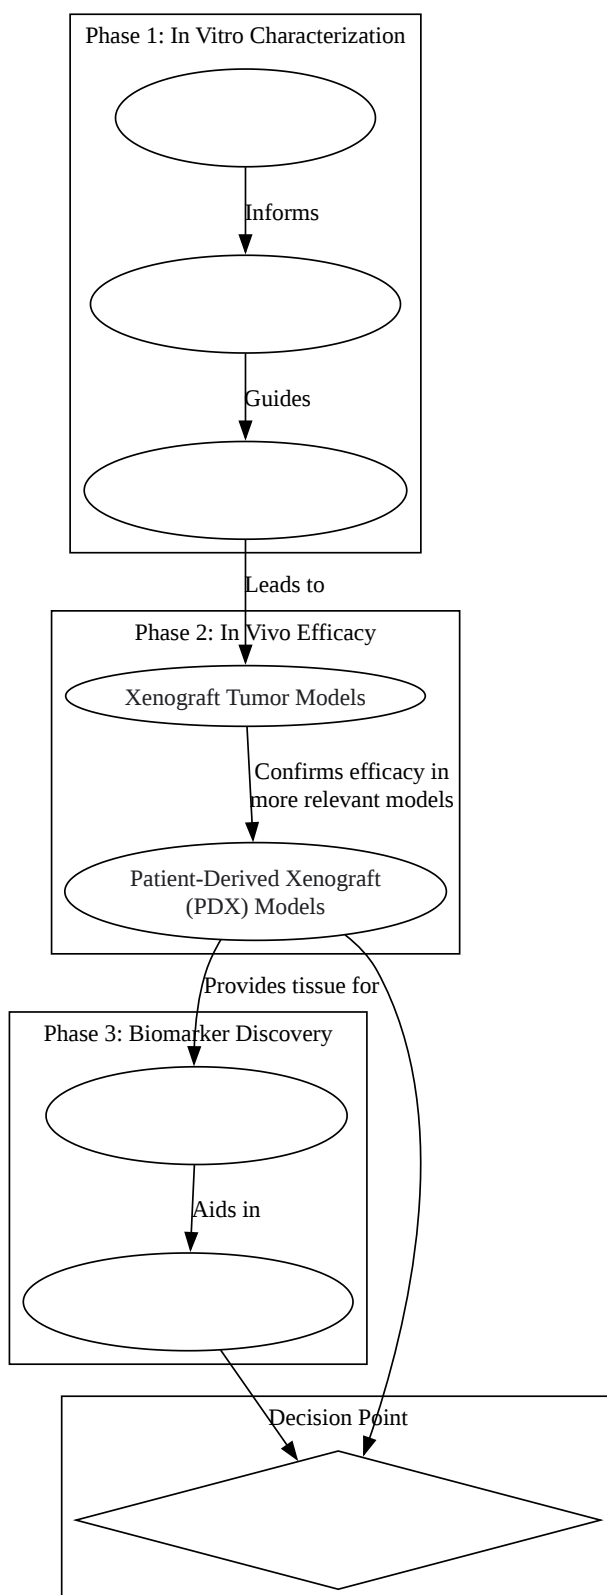 Phase 1: In Vitro Characterization
Informs
Guides
Leads to
Phase 2: In Vivo Efficacy
Xenograft Tumor Models
Confirms efficacy in
more relevant models
Patient-Derived Xenograft
(PDX) Models
Provides tissue for
Phase 3: Biomarker Discovery
Aids in
Decision Point